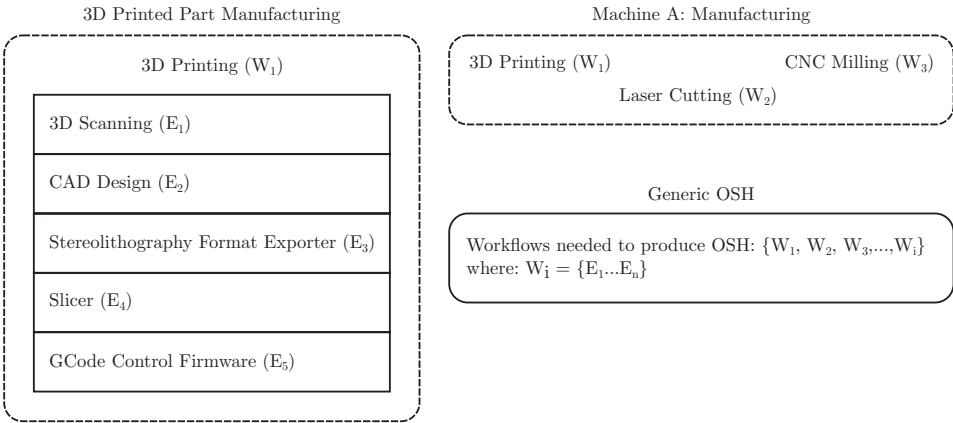 3D Printed Part Manufacturing
3D Printing (W₁)
3D Scanning (E₁)
CAD Design (E₂)
Stereolithography Format Exporter (E₃)
Slicer (E₄)
GCode Control Firmware (E₅)
Machine A: Manufacturing
3D Printing (W₁)
CNC Milling (W₃)
Laser Cutting (W₂)
Generic OSH
Workflows needed to produce OSH: {W₁, W₂, W₃,...,Wᵢ}
where: Wi = {E₁...Eₙ}